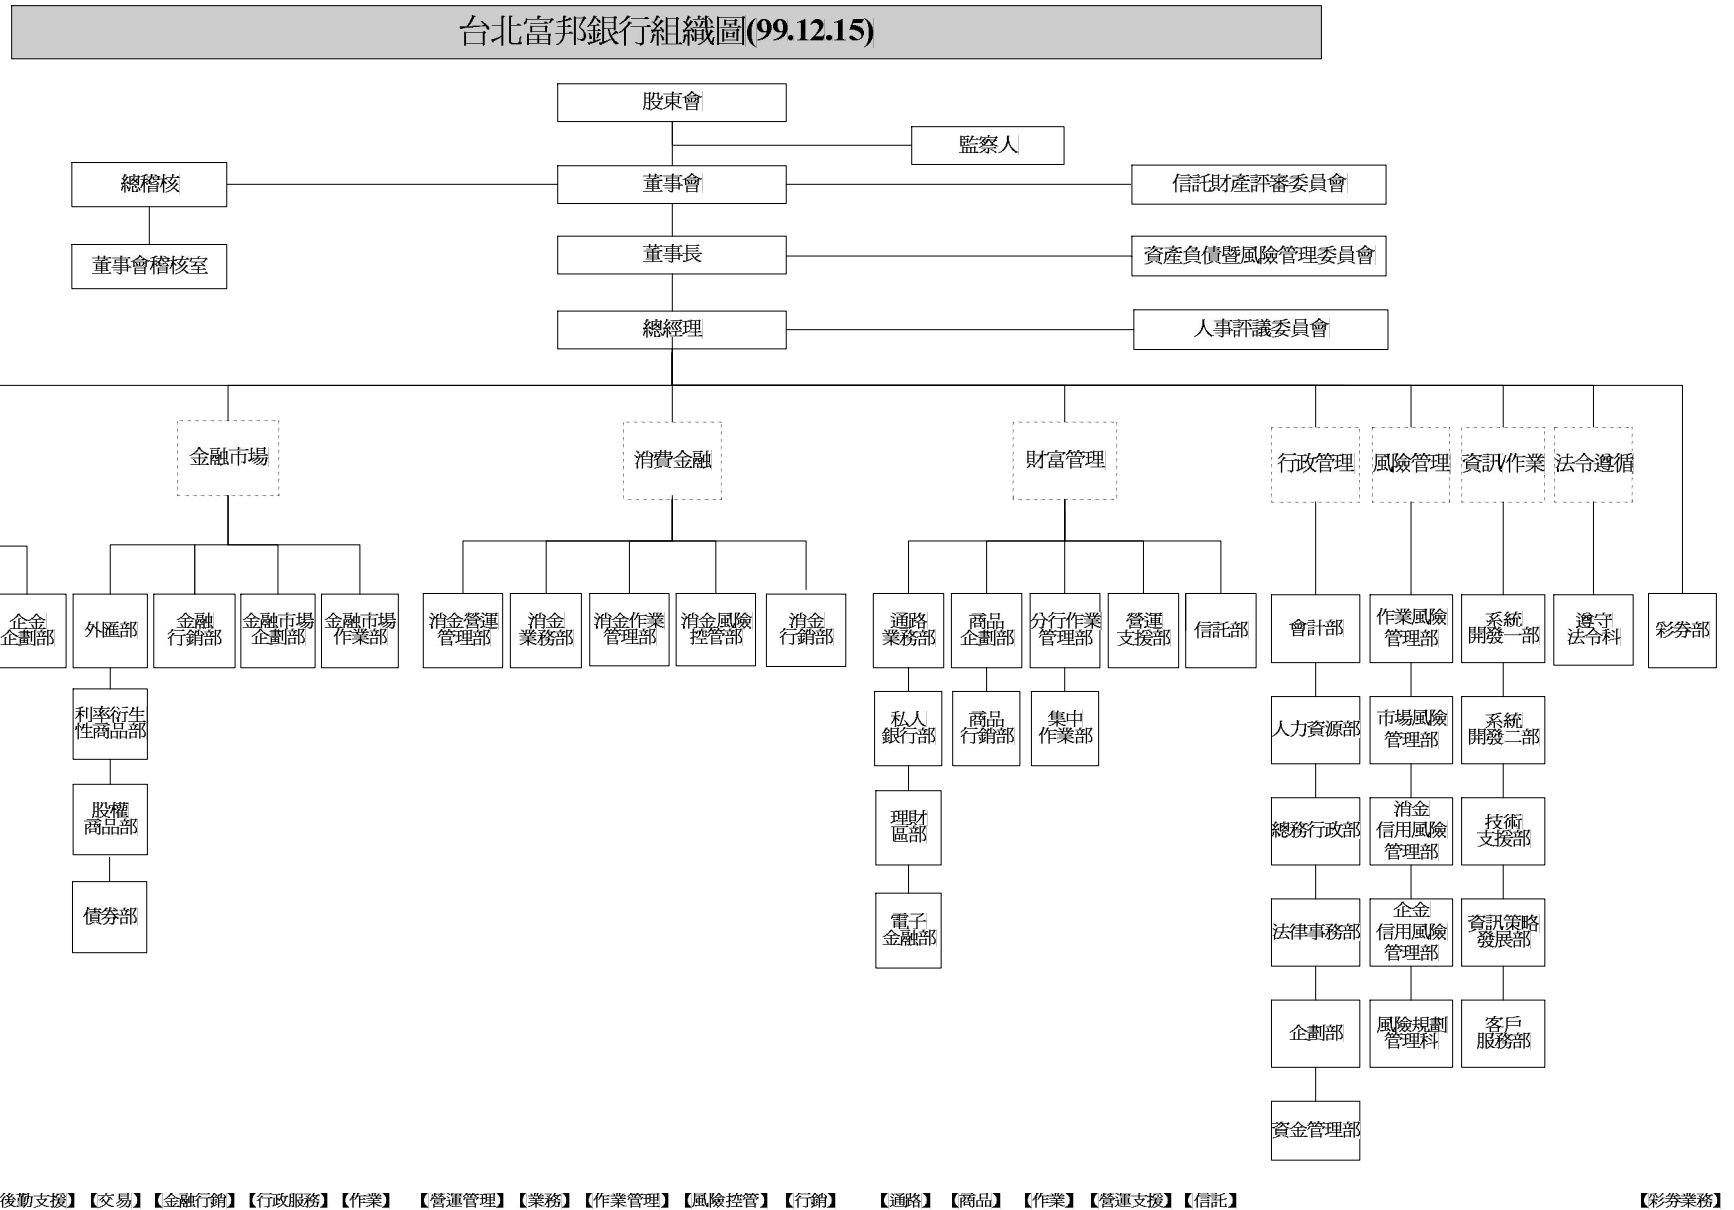 台北富邦銀行組織圖(99.12.15)
股東會
監察人
總稽核
董事會
信託財產評審委員會
董事會稽核室
董事長
資產負債暨風險管理委員會
總經理
人事評議委員會
金融市場
消費金融
財富管理
行政管理
風險管理
資訊/作業
法令遵循
企金
企劃部
外匯部
金融
行銷部
金融市場
企劃部
金融市場
作業部
消金營運
管理部
消金
業務部
消金作業
管理部
消金風險
控管部
消金
行銷部
通路
業務部
商品
企劃部
分行作業
管理部
營運
支援部
信託部
會計部
作業風險
管理部
系統
開發一部
遵守
法令科
彩券部
利率衍生
性商品部
私人
銀行部
商品
行銷部
集中
作業部
人力資源部
市場風險
管理部
系統
開發二部
股權
商品部
理財
區部
總務行政部
消金
信用風險
管理部
技術
支援部
債券部
電子
金融部
法律事務部
企金
信用風險
管理部
資訊策略
發展部
企劃部
風險規劃
管理科
客戶
服務部
資金管理部
後勤支援】【交易】【金融行銷】【行政服務】【作業】 【營運管理】【業務】【作業管理】【風險控管】【行銷】 【通路】 【商品】 【作業】【營運支援】【信託】 【彩券業務】